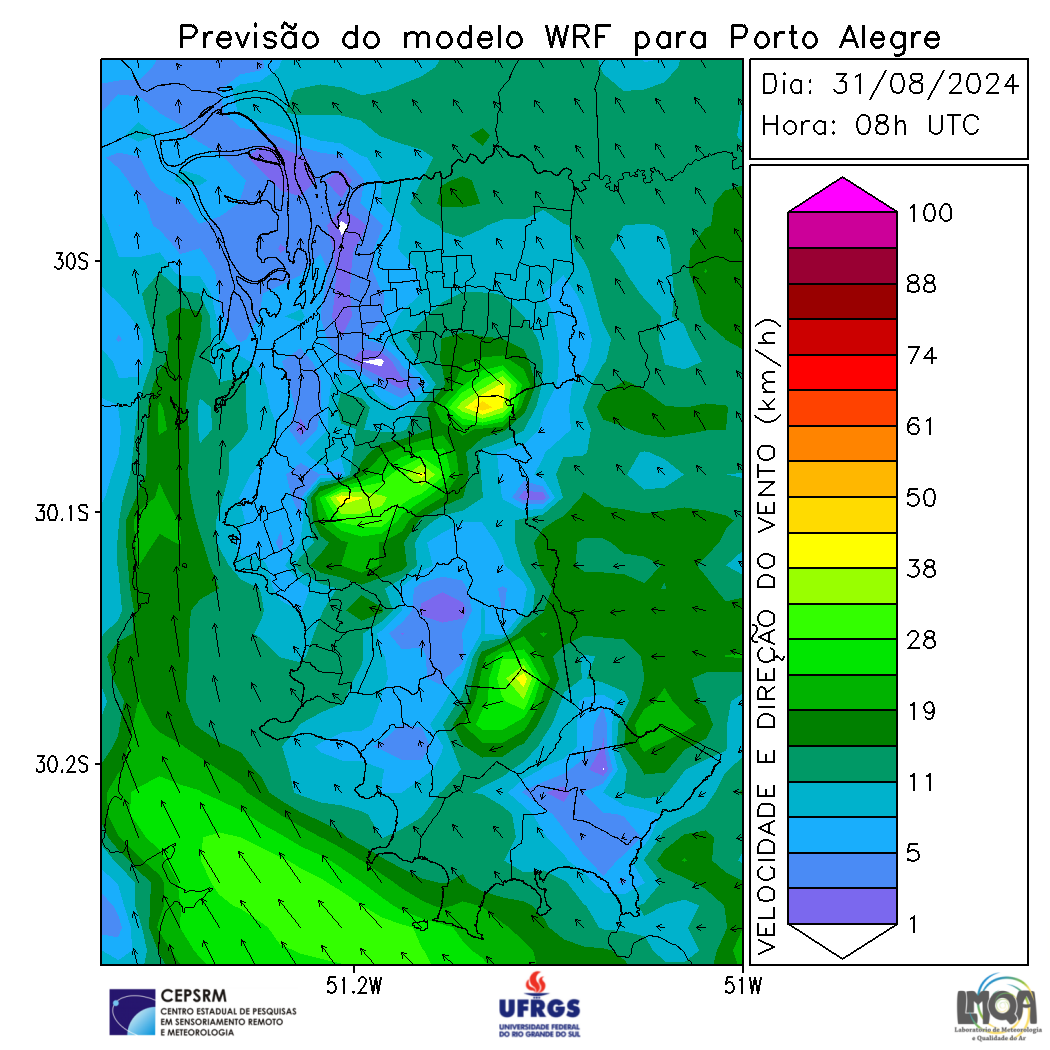 Previsão do modelo WRF para Porto Alegre
Dia: 31/08/2024
Hora: 08h UTC
30S
30.1S
30.2S
51.2W
51W
VELOCIDADE E DIREÇÃO DO VENTO (km/h)
100
88
74
61
50
38
28
19
11
5
1
CEPSRM
CENTRO ESTADUAL DE PESQUISAS
EM SENSORIAMENTO REMOTO
E METEOROLOGIA
UFRGS
UNIVERSIDADE FEDERAL
DO RIO GRANDE DO SUL
LMQA
Laboratório de Meteorologia
e Qualidade do Ar